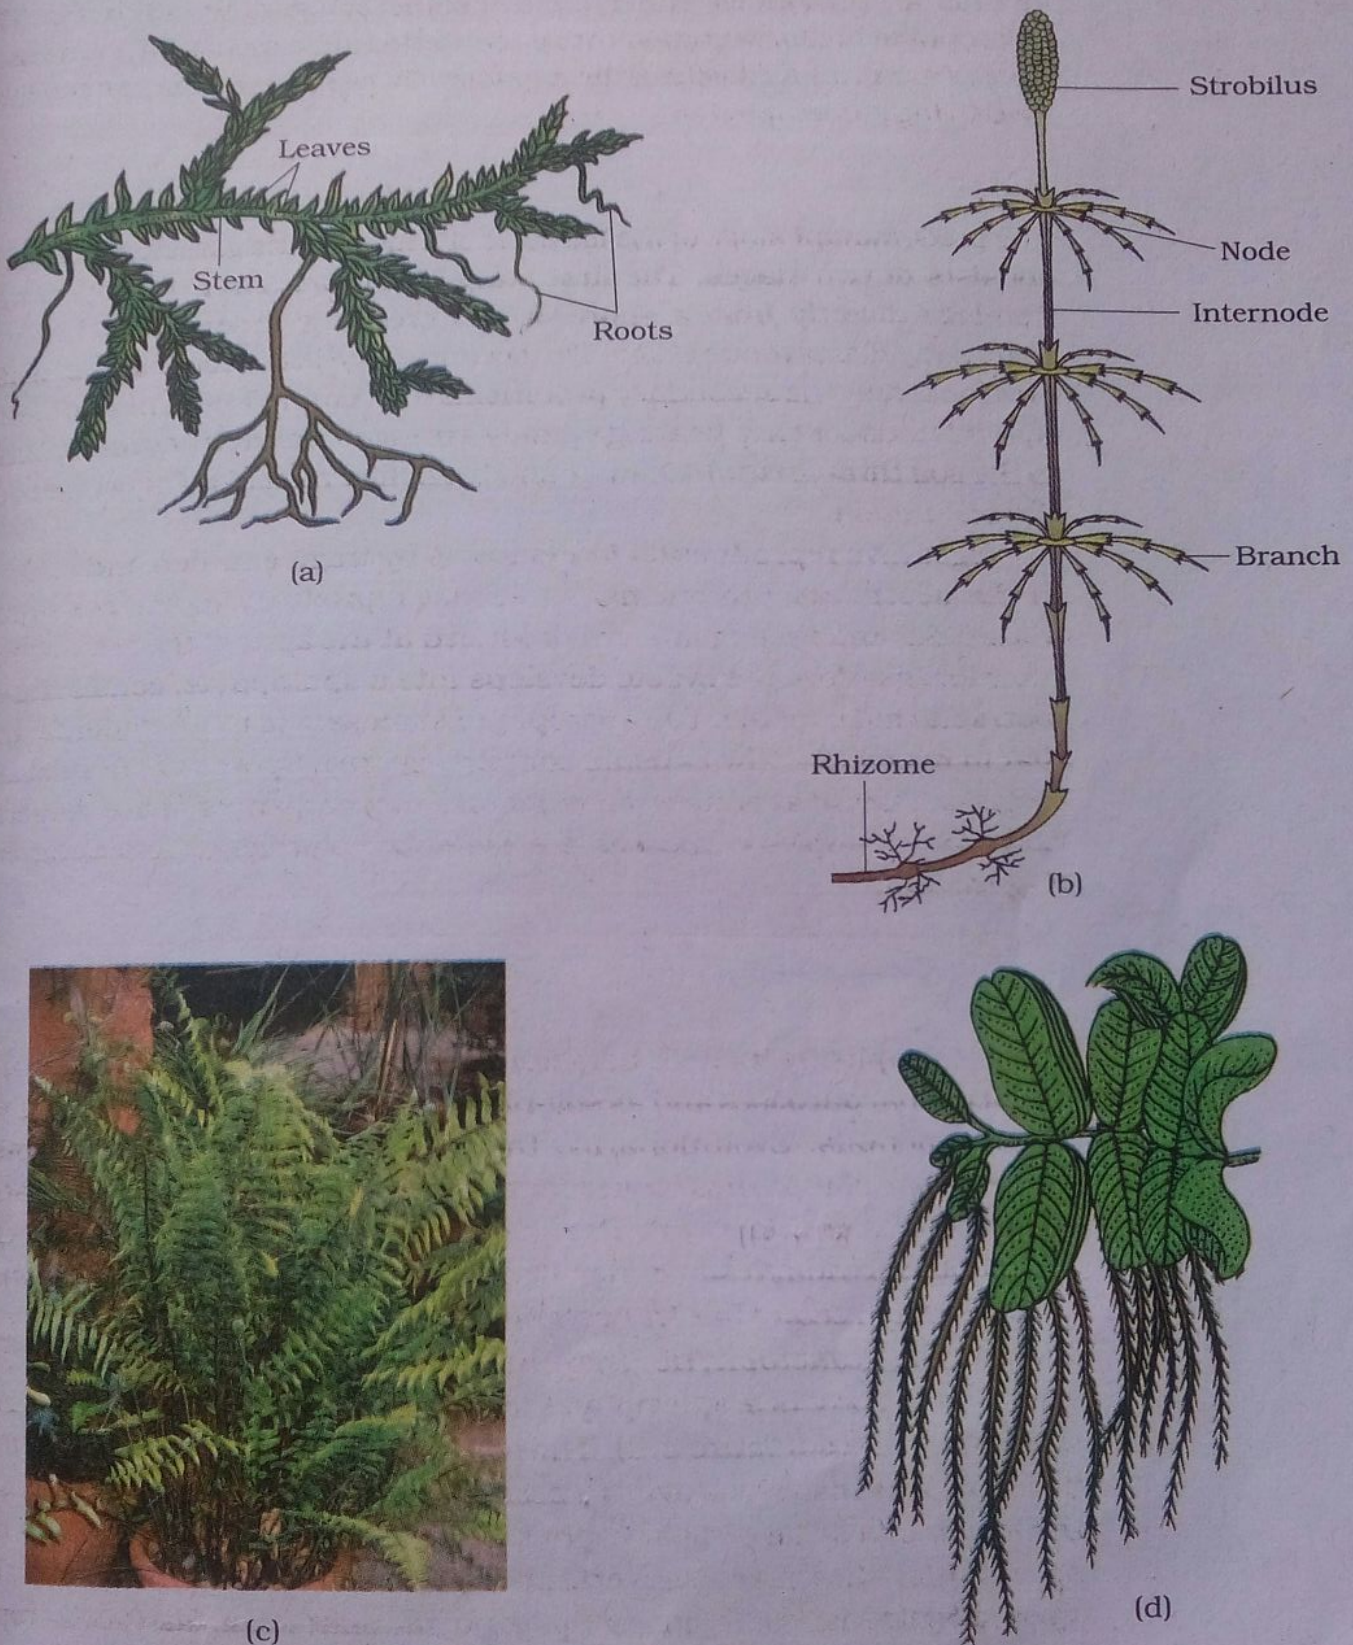 Leaves
Stem
Roots
(a)
Strobilus
Node
Internode
Branch
Rhizome
(b)
(c)
(d)